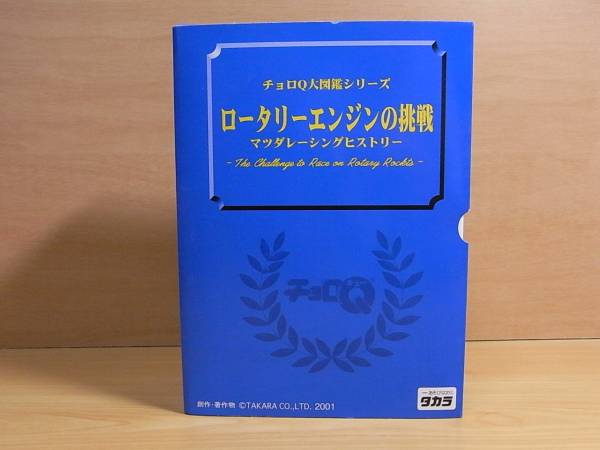 チョロQ大図鑑シリーズ
ロータリーエンジンの挑戦
マツダレーシングヒストリー
- The Challenge to Race on Rotary Rockts -
チョロQ
創作・著作物 ©TAKARA CO.,LTD. 2001
タカラ